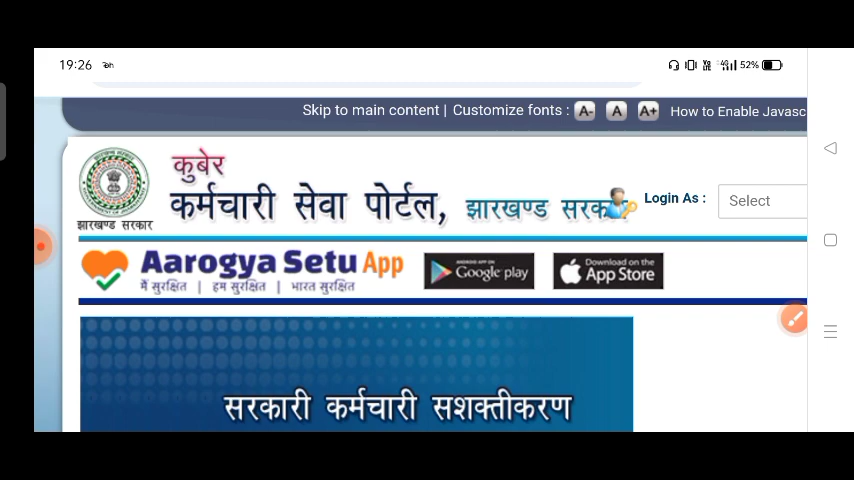 19:26
52%
Skip to main content | Customize fonts : A- A A+ How to Enable Javasc
कुबेर
कर्मचारी सेवा पोर्टल, झारखण्ड सरक
झारखण्ड सरकार
Login As :
Select
Aarogya Setu App
मैं सुरक्षित | हम सुरक्षित | भारत सुरक्षित
ANDROID APP ON
Google play
Download on the
App Store
सरकारी कर्मचारी सशक्तीकरण